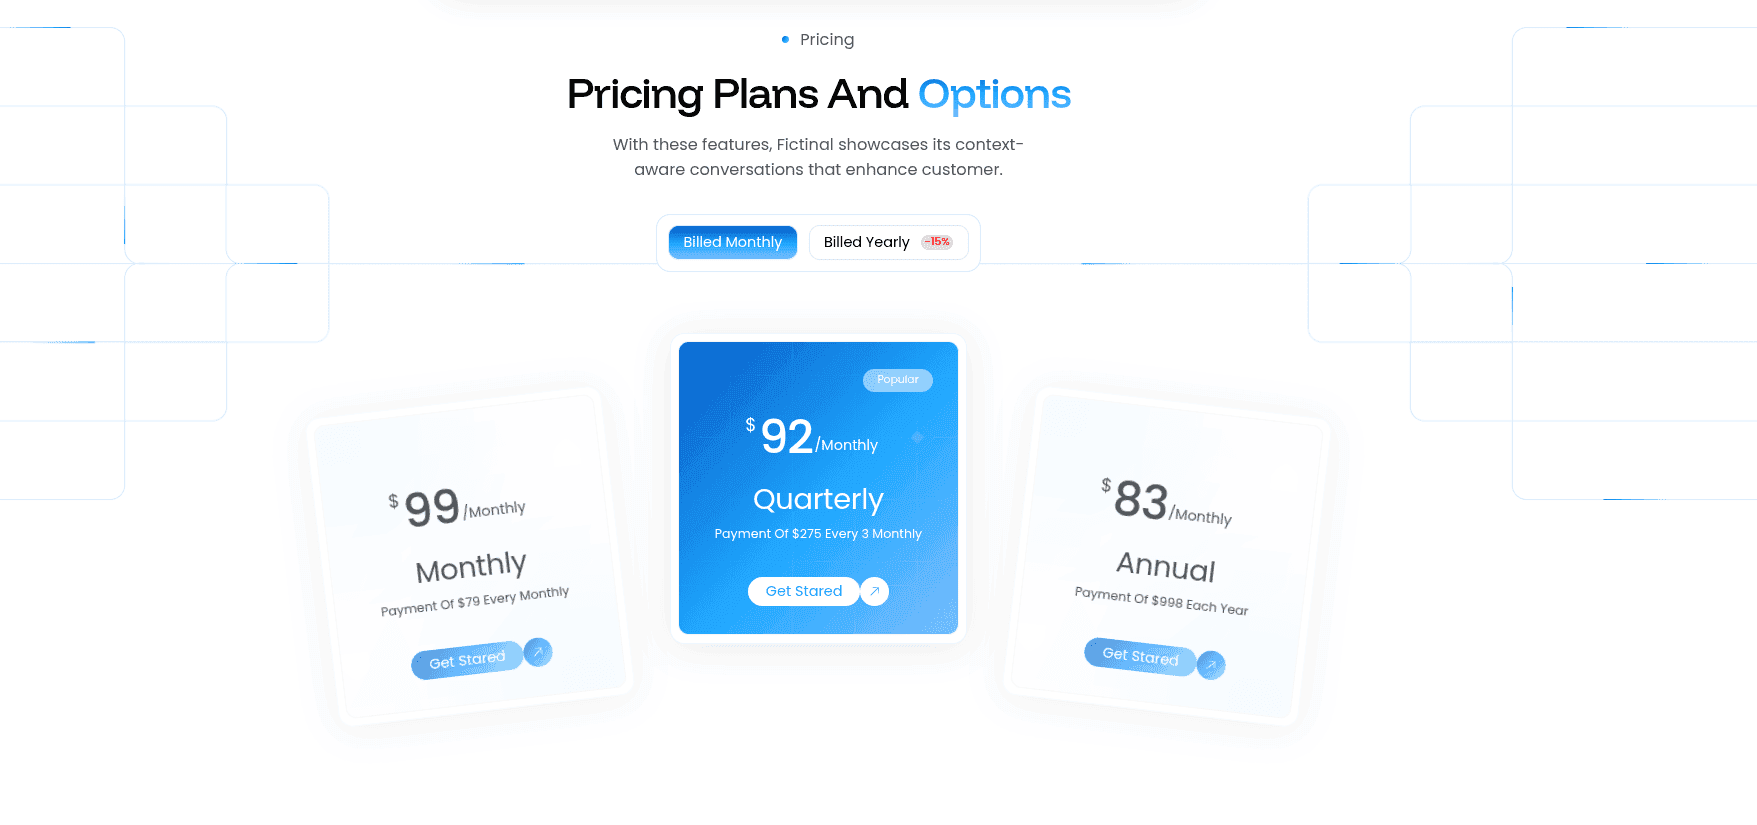 Pricing
Pricing Plans And Options
With these features, Fictinal showcases its context-
aware conversations that enhance customer.
Billed Monthly
Billed Yearly -15%
$ 99 /Monthly
Monthly
Payment Of $79 Every Monthly
Get Stared
Popular
$ 92 /Monthly
Quarterly
Payment Of $275 Every 3 Monthly
Get Stared
$ 83 /Monthly
Annual
Payment Of $998 Each Year
Get Stared